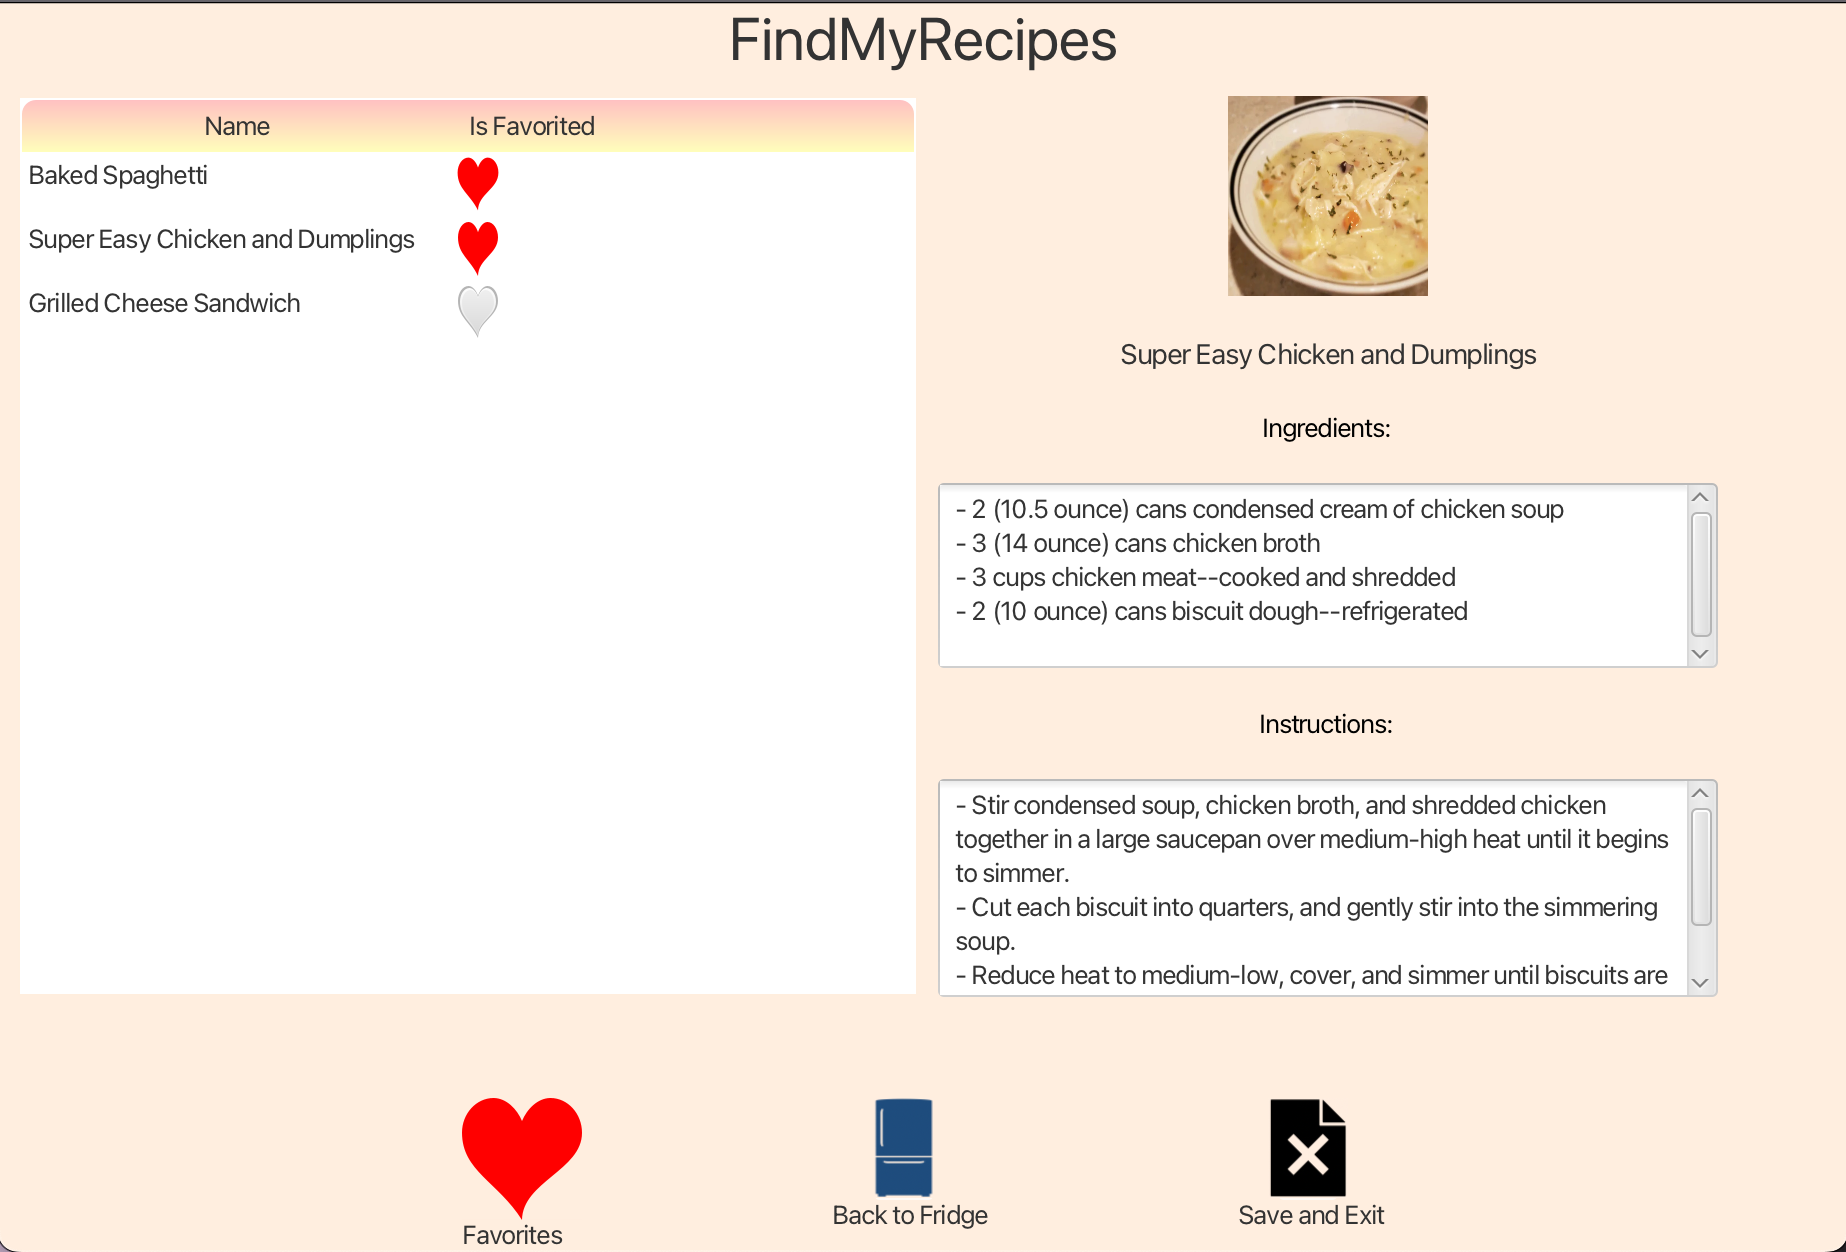 FindMyRecipes
Name Is Favorited
Baked Spaghetti
Super Easy Chicken and Dumplings
Grilled Cheese Sandwich
Super Easy Chicken and Dumplings
Ingredients:
- 2 (10.5 ounce) cans condensed cream of chicken soup
- 3 (14 ounce) cans chicken broth
- 3 cups chicken meat--cooked and shredded
- 2 (10 ounce) cans biscuit dough--refrigerated
Instructions:
- Stir condensed soup, chicken broth, and shredded chicken
together in a large saucepan over medium-high heat until it begins
to simmer.
- Cut each biscuit into quarters, and gently stir into the simmering
soup.
- Reduce heat to medium-low, cover, and simmer until biscuits are
Favorites
Back to Fridge
Save and Exit